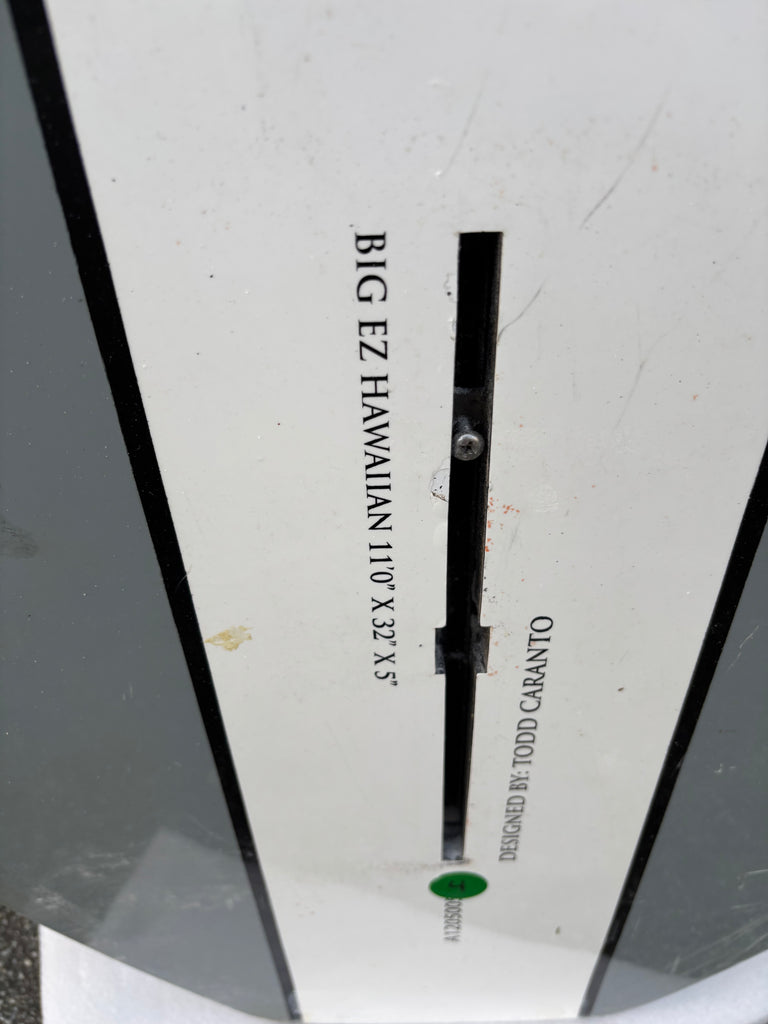 BIG EZ HAWAIIAN 11'0" X 32" X 5"
DESIGNED BY: TODD CARANTO